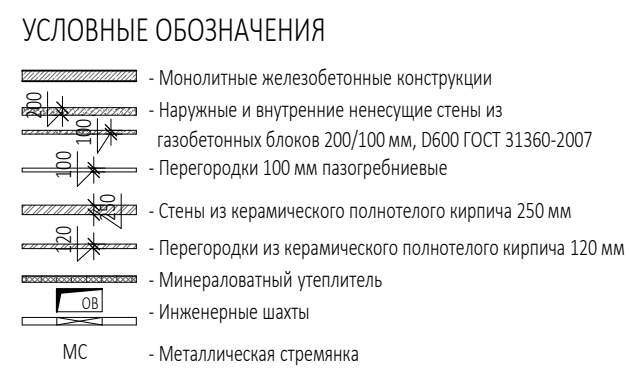 УСЛОВНЫЕ ОБОЗНАЧЕНИЯ
- Монолитные железобетонные конструкции
200 - Наружные и внутренние ненесущие стены из
100 газобетонных блоков 200/100 мм, D600 ГОСТ 31360-2007
100 - Перегородки 100 мм пазогребниевые
250 - Стены из керамического полнотелого кирпича 250 мм
120 - Перегородки из керамического полнотелого кирпича 120 мм
- Минераловатный утеплитель
ОВ - Инженерные шахты
МС - Металлическая стремянка